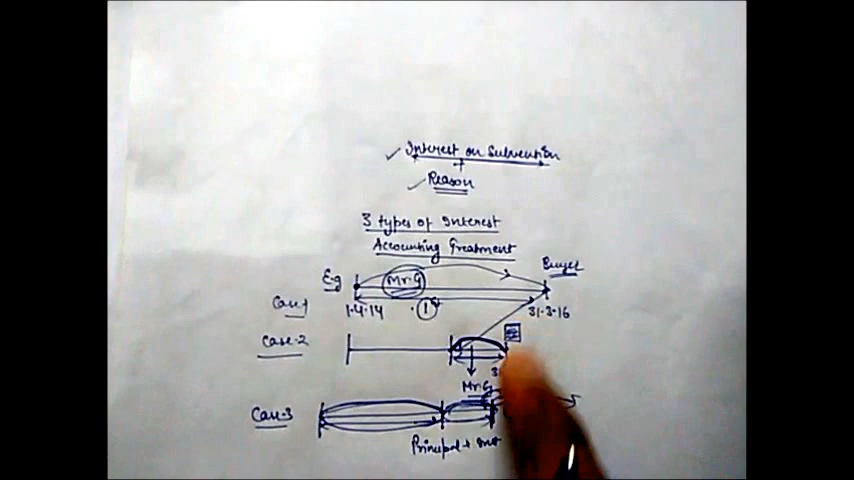 Interest on Subvention
Reason
3 types of Interest
Accounting Treatment
E.g Mr. G Buyer
Case-1 1-4-14 1 31-3-16
Case-2
Mr. G
Case-3
Principal + Int